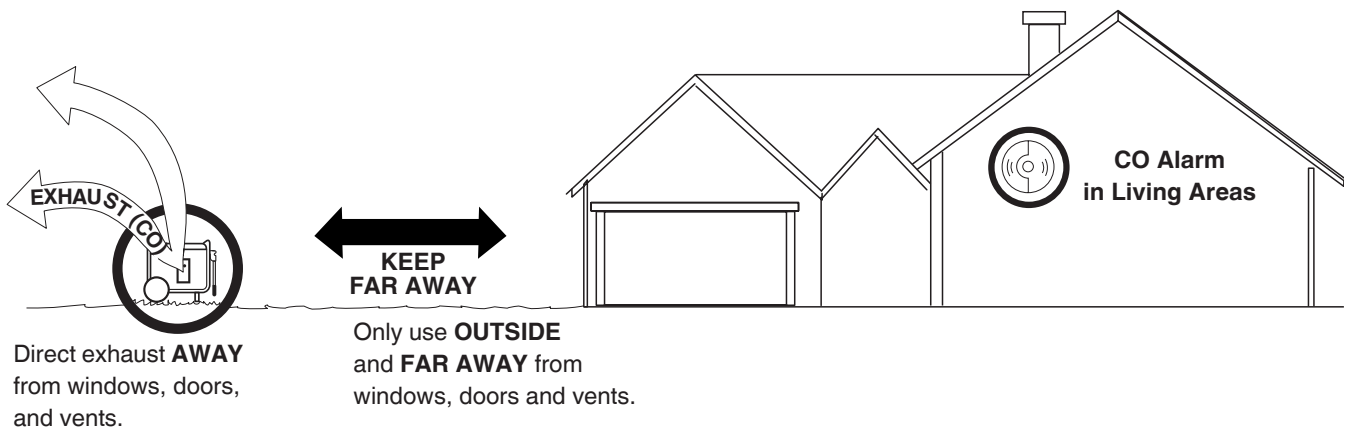 EXHAUST (CO)
Direct exhaust AWAY
from windows, doors,
and vents.
KEEP
FAR AWAY
Only use OUTSIDE
and FAR AWAY from
windows, doors and vents.
CO Alarm
in Living Areas